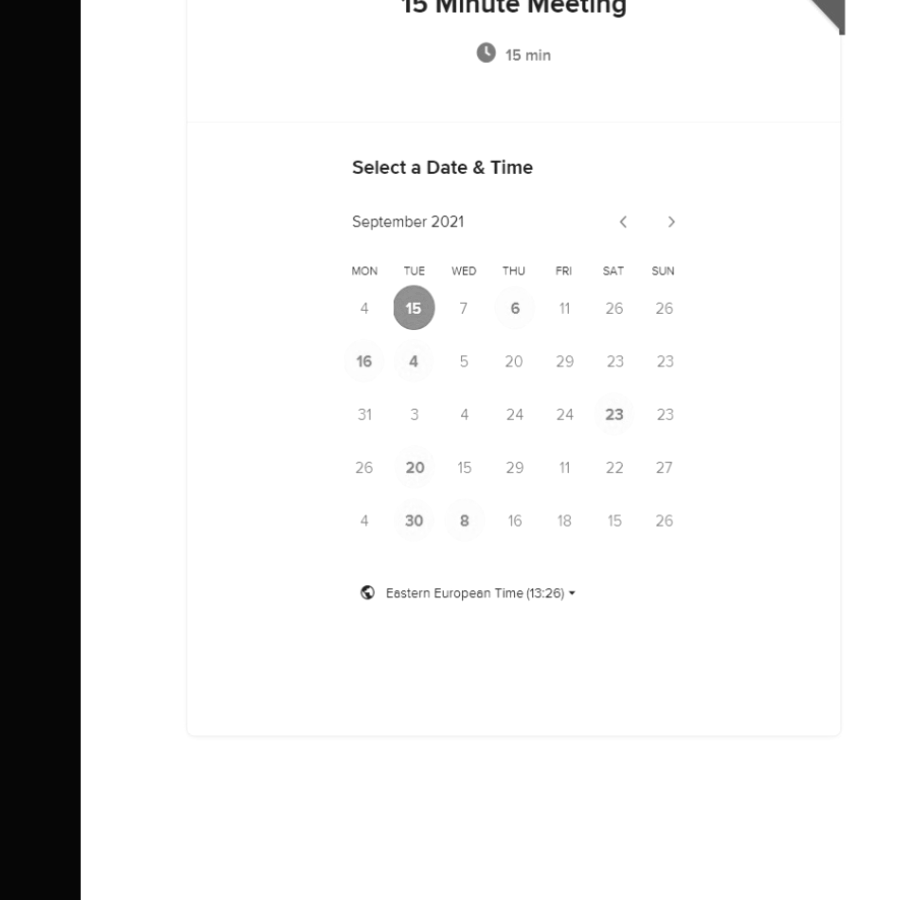 15 Minute Meeting
15 min
Select a Date & Time
September 2021
MON TUE WED THU FRI SAT SUN
4 15 7 6 11 26 26
16 4 5 20 29 23 23
31 3 4 24 24 23 23
26 20 15 29 11 22 27
4 30 8 16 18 15 26
Eastern European Time (13:26)